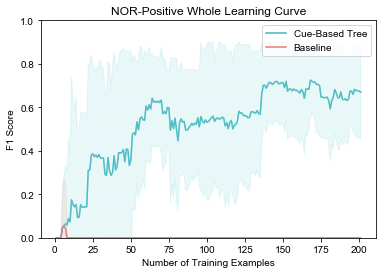 NOR-Positive Whole Learning Curve
Cue-Based Tree
Baseline
F1 Score
1.0
0.8
0.6
0.4
0.2
0.0
0 25 50 75 100 125 150 175 200
Number of Training Examples